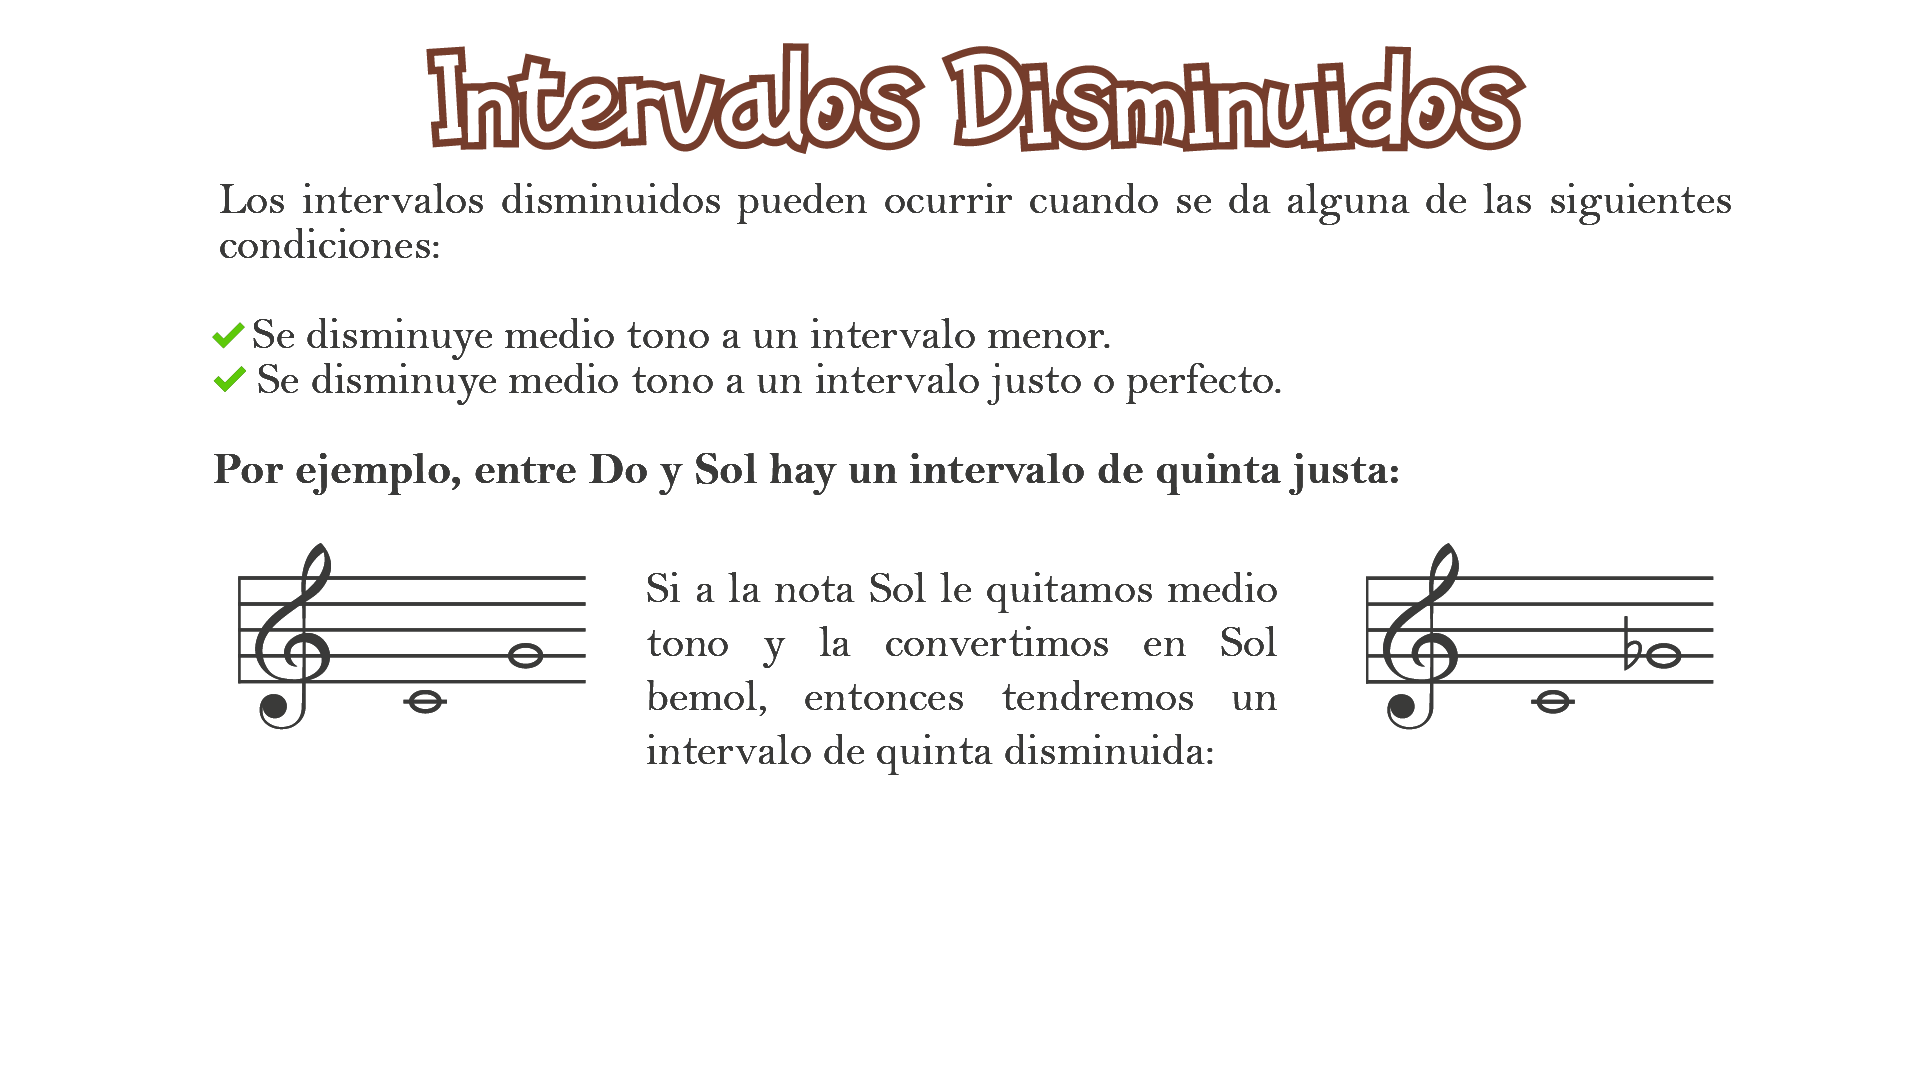 Intervalos Disminuidos
Los intervalos disminuidos pueden ocurrir cuando se da alguna de las siguientes
condiciones:
Se disminuye medio tono a un intervalo menor.
Se disminuye medio tono a un intervalo justo o perfecto.
Por ejemplo, entre Do y Sol hay un intervalo de quinta justa:
Si a la nota Sol le quitamos medio
tono y la convertimos en Sol
bemol, entonces tendremos un
intervalo de quinta disminuida: